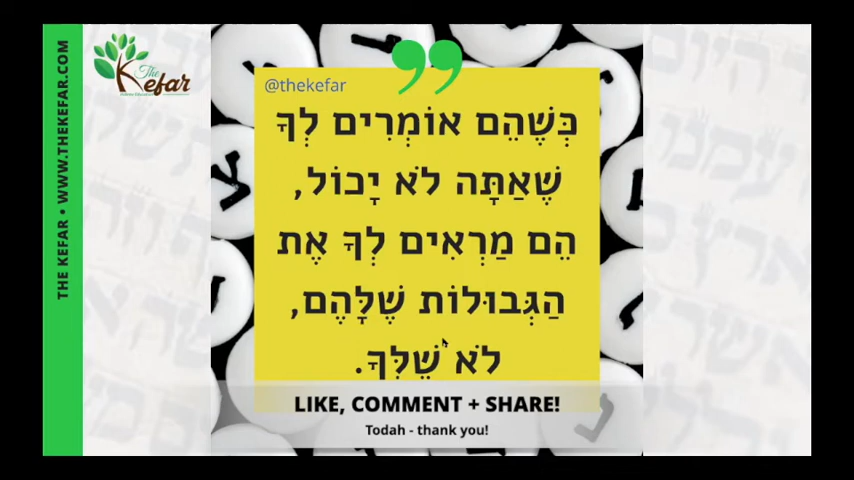 THE KEFAR • WWW.THEKEFAR.COM
The
Kefar
@thekefar
כְּשֶׁהֵם אוֹמְרִים לְךָ
שֶׁאַתָּה לֹא יָכוֹל,
הֵם מַרְאִים לְךָ אֶת
הַגְּבוּלוֹת שֶׁלָּהֶם,
לֹא שֶׁלְּךָ.
LIKE, COMMENT + SHARE!
Todah - thank you!